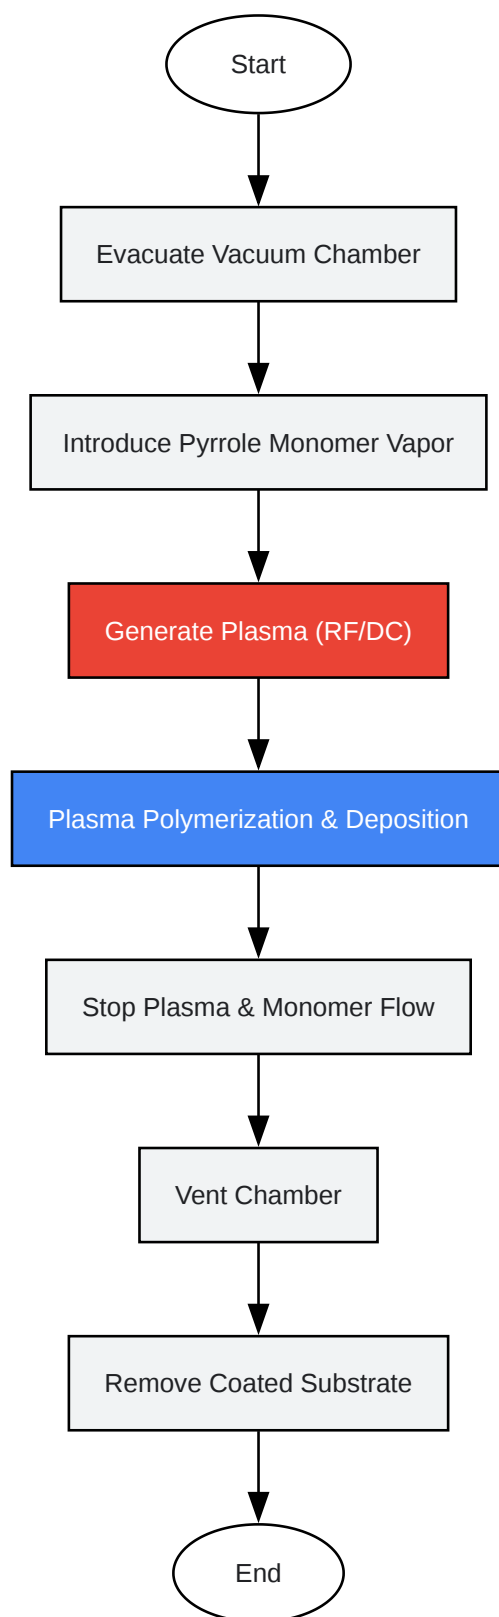 Start
Evacuate Vacuum Chamber
Introduce Pyrrole Monomer Vapor
Generate Plasma (RF/DC)
Plasma Polymerization & Deposition
Stop Plasma & Monomer Flow
Vent Chamber
Remove Coated Substrate
End